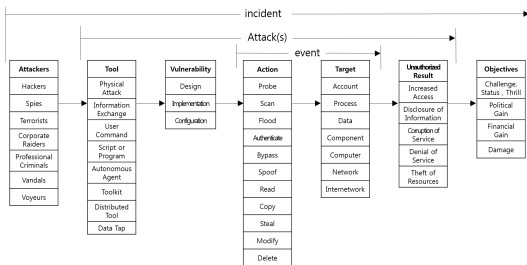 incident
Attack(s)
event
Attackers
Hackers
Spies
Terrorists
Corporate
Raiders
Professional
Criminals
Vandals
Voyeurs
Tool
Physical
Attack
Information
Exchange
User
Command
Script or
Program
Autonomous
Agent
Toolkit
Distributed
Tool
Data Tap
Vulnerability
Design
Implementation
Configuration
Action
Probe
Scan
Flood
Authenticate
Bypass
Spoof
Read
Copy
Steal
Modify
Delete
Target
Account
Process
Data
Component
Computer
Network
Internetwork
Unauthorized
Result
Increased
Access
Disclosure of
Information
Corruption of
Service
Denial of
Service
Theft of
Resources
Objectives
Challenge,
Status , Thrill
Political
Gain
Financial
Gain
Damage